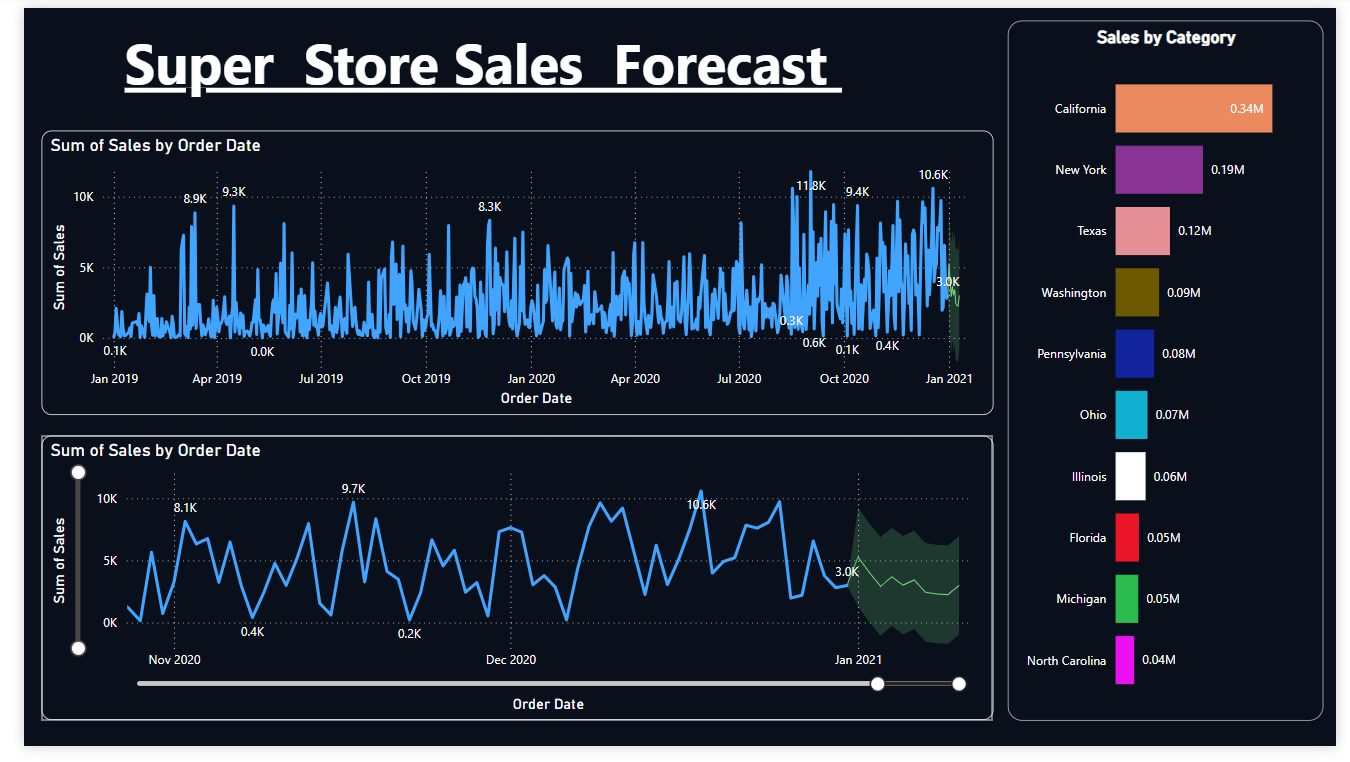 Super Store Sales Forecast
Sum of Sales by Order Date
Sum of Sales
10K
5K
0K
8.9K
9.3K
8.3K
11.8K
9.4K
10.6K
3.0K
0.1K
0.0K
0.3K
0.6K
0.1K
0.4K
Jan 2019
Apr 2019
Jul 2019
Oct 2019
Jan 2020
Apr 2020
Jul 2020
Oct 2020
Jan 2021
Order Date
Sum of Sales by Order Date
Sum of Sales
10K
5K
0K
8.1K
9.7K
10.6K
3.0K
0.4K
0.2K
Nov 2020
Dec 2020
Jan 2021
Order Date
Sales by Category
California 0.34M
New York 0.19M
Texas 0.12M
Washington 0.09M
Pennsylvania 0.08M
Ohio 0.07M
Illinois 0.06M
Florida 0.05M
Michigan 0.05M
North Carolina 0.04M